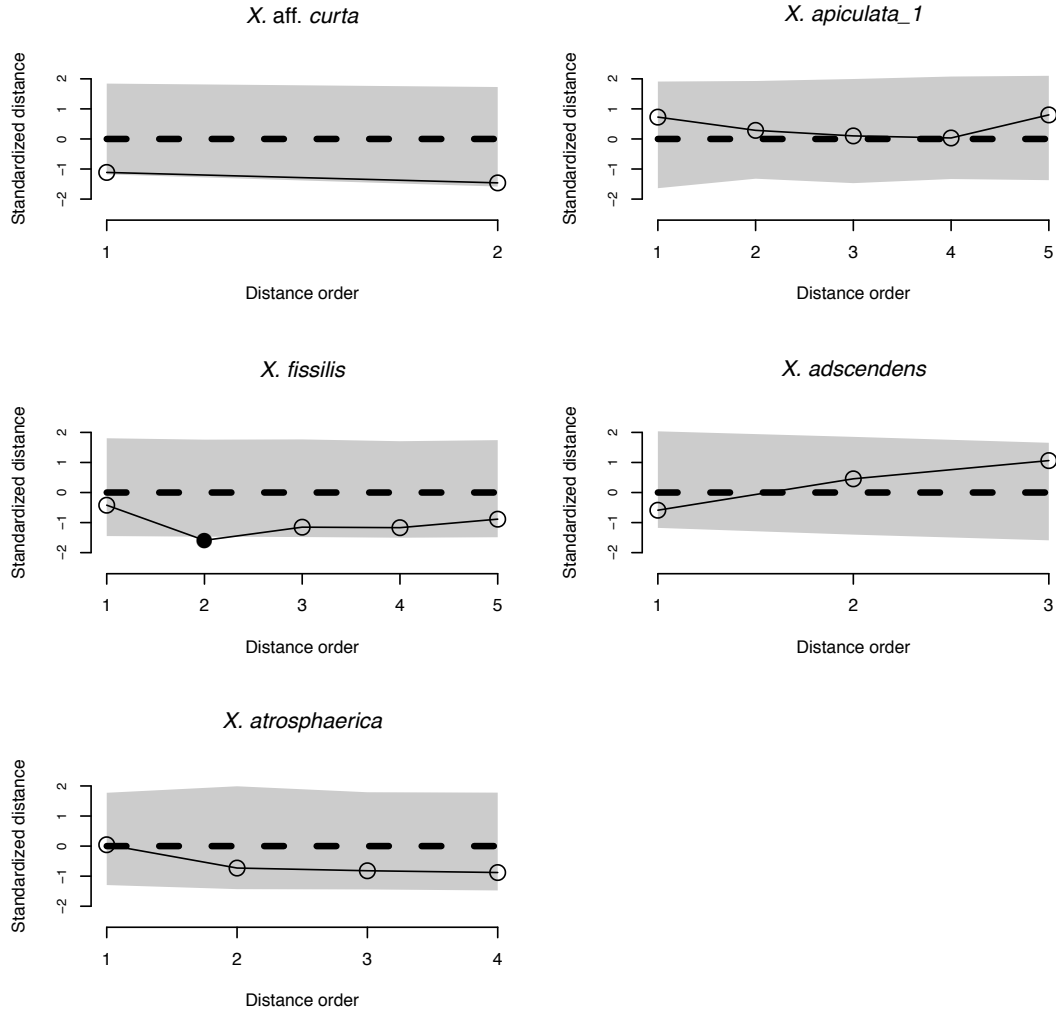 X. aff. curta
Standardized distance
2
1
0
-1
-2
1 2
Distance order
X. apiculata_1
Standardized distance
2
1
0
-1
-2
1 2 3 4 5
Distance order
X. fissilis
Standardized distance
2
1
0
-1
-2
1 2 3 4 5
Distance order
X. adscendens
Standardized distance
2
1
0
-1
-2
1 2 3
Distance order
X. atrosphaerica
Standardized distance
2
1
0
-1
-2
1 2 3 4
Distance order